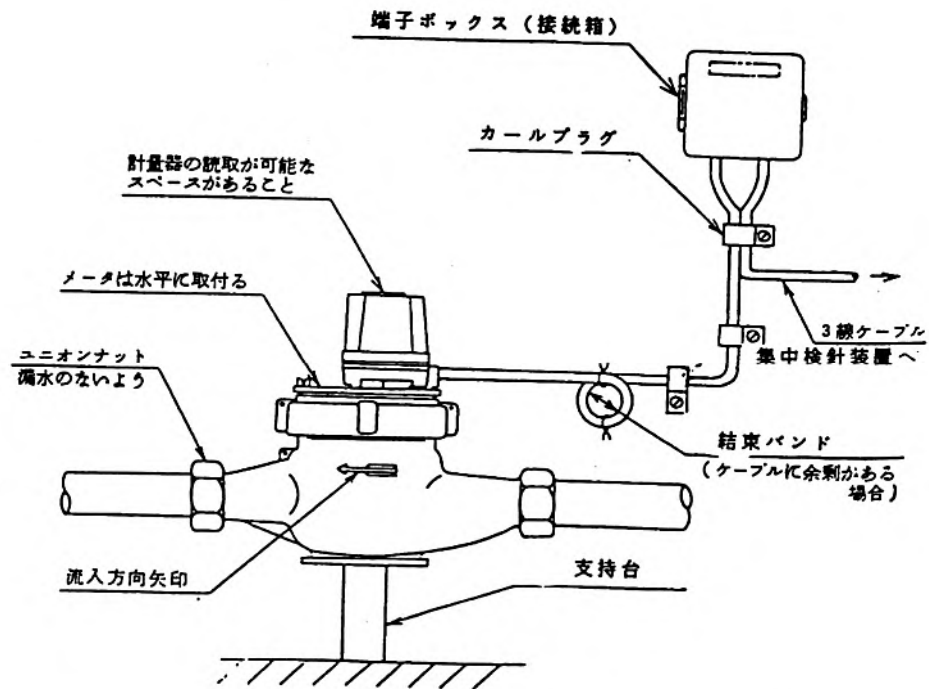 端子ボックス（接続箱）
カールプラグ
計量器の読取が可能な
スペースがあること
メータは水平に取付る
ユニオンナット
漏水のないよう
3線ケーブル
集中検針装置へ
結束バンド
（ケーブルに余剰がある
場合）
流入方向矢印
支持台